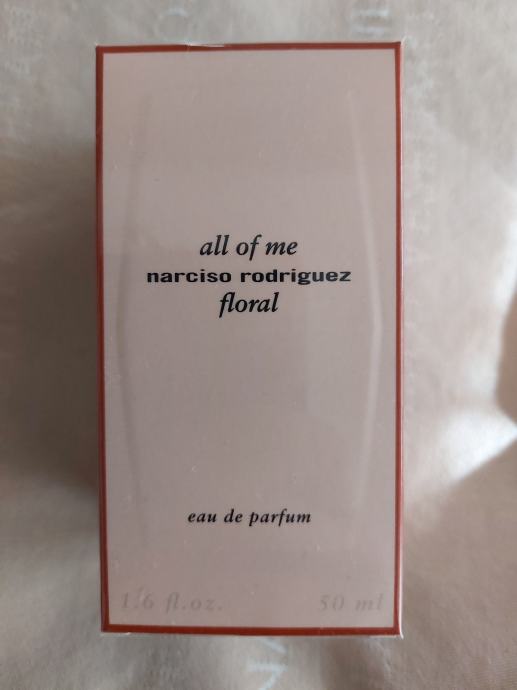 all of me
narciso rodriguez
floral
eau de parfum
1.6 fl.oz. 50 ml